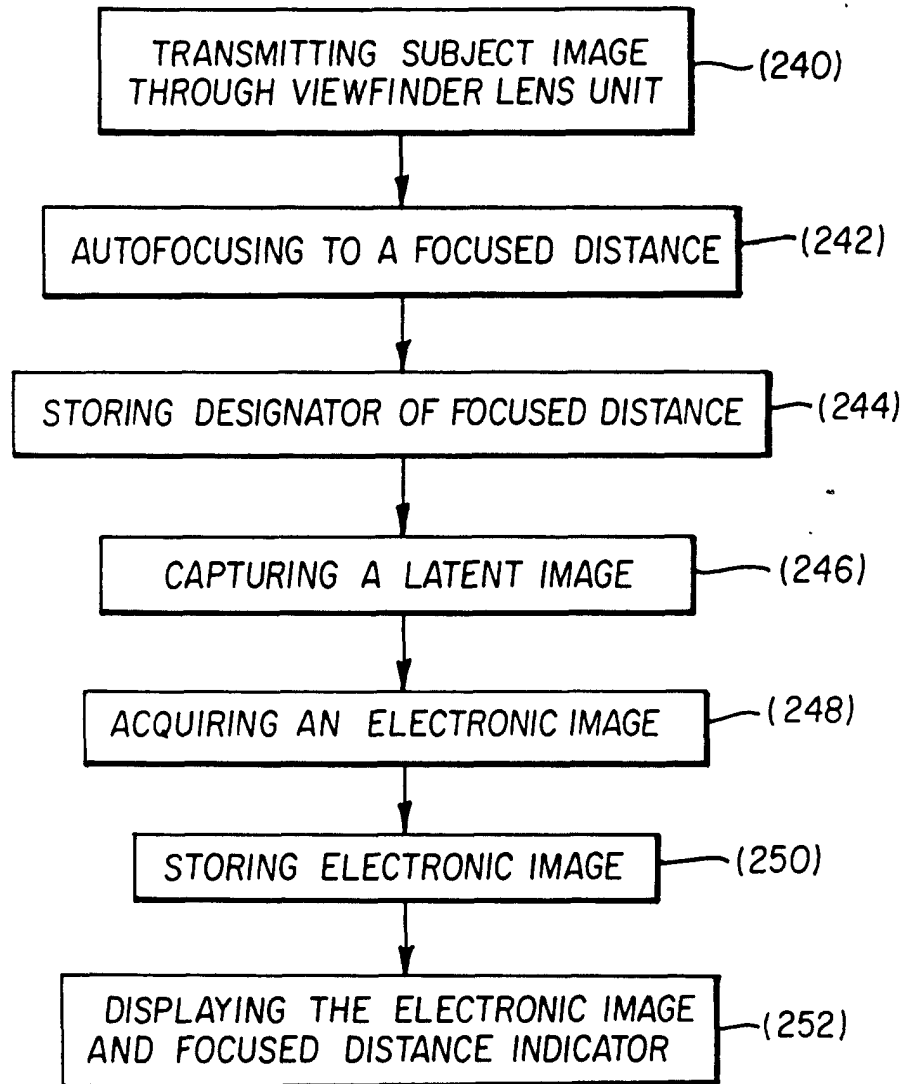 TRANSMITTING SUBJECT IMAGE
THROUGH VIEWFINDER LENS UNIT
(240)
AUTOFOCUSING TO A FOCUSED DISTANCE
(242)
STORING DESIGNATOR OF FOCUSED DISTANCE
(244)
CAPTURING A LATENT IMAGE
(246)
ACQUIRING AN ELECTRONIC IMAGE
(248)
STORING ELECTRONIC IMAGE
(250)
DISPLAYING THE ELECTRONIC IMAGE
AND FOCUSED DISTANCE INDICATOR
(252)